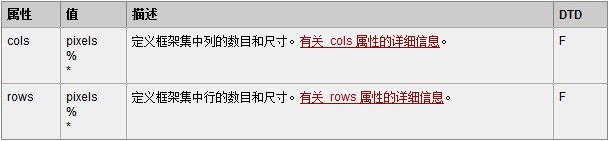 属性 值 描述 DTD
cols pixels 定义框架集中列的数目和尺寸。有关 cols 属性的详细信息。 F
%
*
rows pixels 定义框架集中行的数目和尺寸。有关 rows 属性的详细信息。 F
%
*